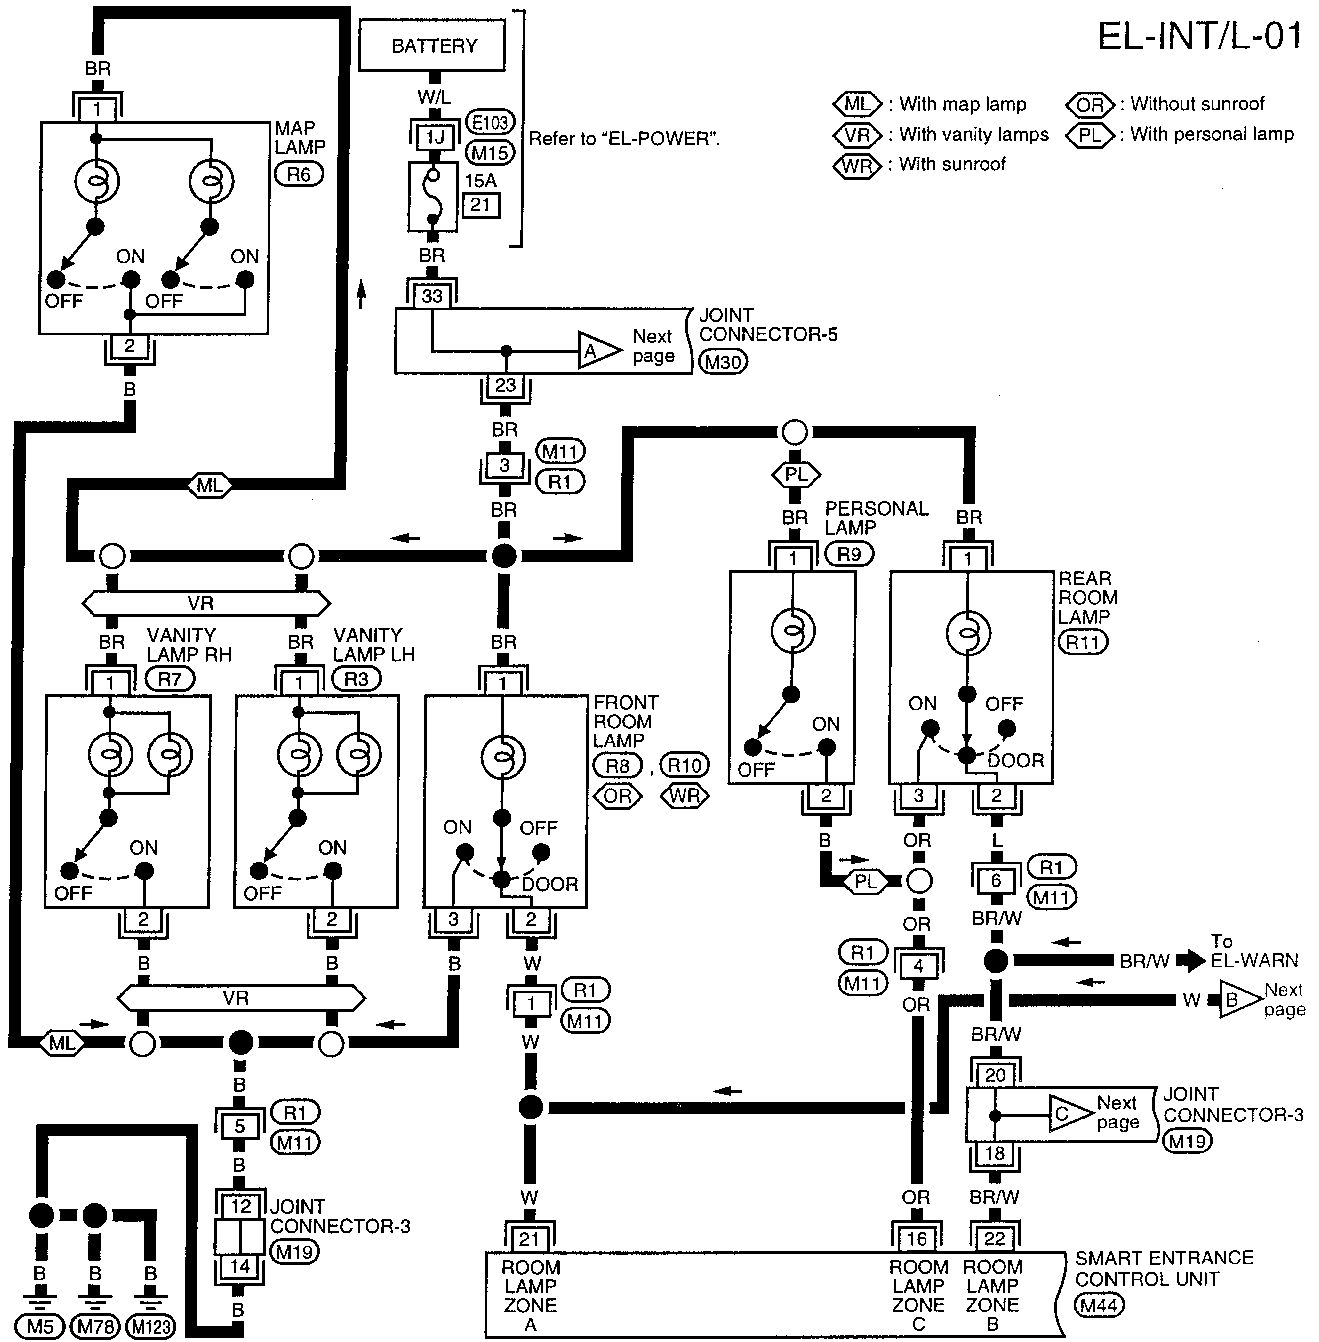 EL-INT/L-01
BATTERY
BR
W/L
1
1J
E103
M15
Refer to "EL-POWER".
ML : With map lamp
OR : Without sunroof
VR : With vanity lamps
PL : With personal lamp
WR : With sunroof
MAP
LAMP
R6
15A
21
ON
ON
OFF
OFF
BR
33
JOINT
CONNECTOR-5
M30
A
Next
page
2
B
23
BR
3
M11
R1
BR
ML
PL
BR
PERSONAL
LAMP
R9
BR
1
1
REAR
ROOM
LAMP
R11
VR
BR
VANITY
LAMP RH
R7
BR
VANITY
LAMP LH
R3
BR
1
1
1
FRONT
ROOM
LAMP
R8 , R10
OR
WR
ON
OFF
ON
OFF
DOOR
ON
OFF
ON
OFF
ON
OFF
DOOR
2
3
2
B
OR
L
PL
6
R1
M11
2
2
3
2
B
B
B
W
OR
BR/W
R1
M11
4
OR
BR/W
To
EL-WARN
VR
1
R1
M11
W
W
B
Next
page
ML
B
BR/W
20
5
R1
M11
B
C
Next
page
JOINT
CONNECTOR-3
M19
18
12
JOINT
CONNECTOR-3
M19
14
B
W
OR
BR/W
B
B
B
M5
M78
M123
21
16
22
ROOM
LAMP
ZONE
A
ROOM
LAMP
ZONE
C
ROOM
LAMP
ZONE
B
SMART ENTRANCE
CONTROL UNIT
M44